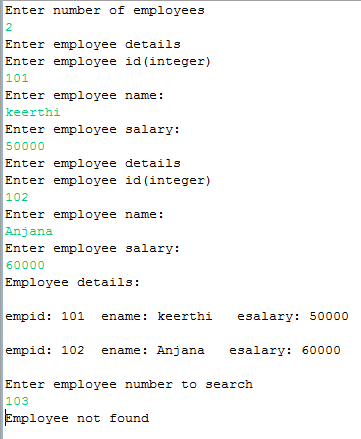 Enter number of employees
2
Enter employee details
Enter employee id(integer)
101
Enter employee name:
keerthi
Enter employee salary:
50000
Enter employee details
Enter employee id(integer)
102
Enter employee name:
Anjana
Enter employee salary:
60000
Employee details:
empid: 101  ename: keerthi   esalary: 50000
empid: 102  ename: Anjana   esalary: 60000
Enter employee number to search
103
Employee not found